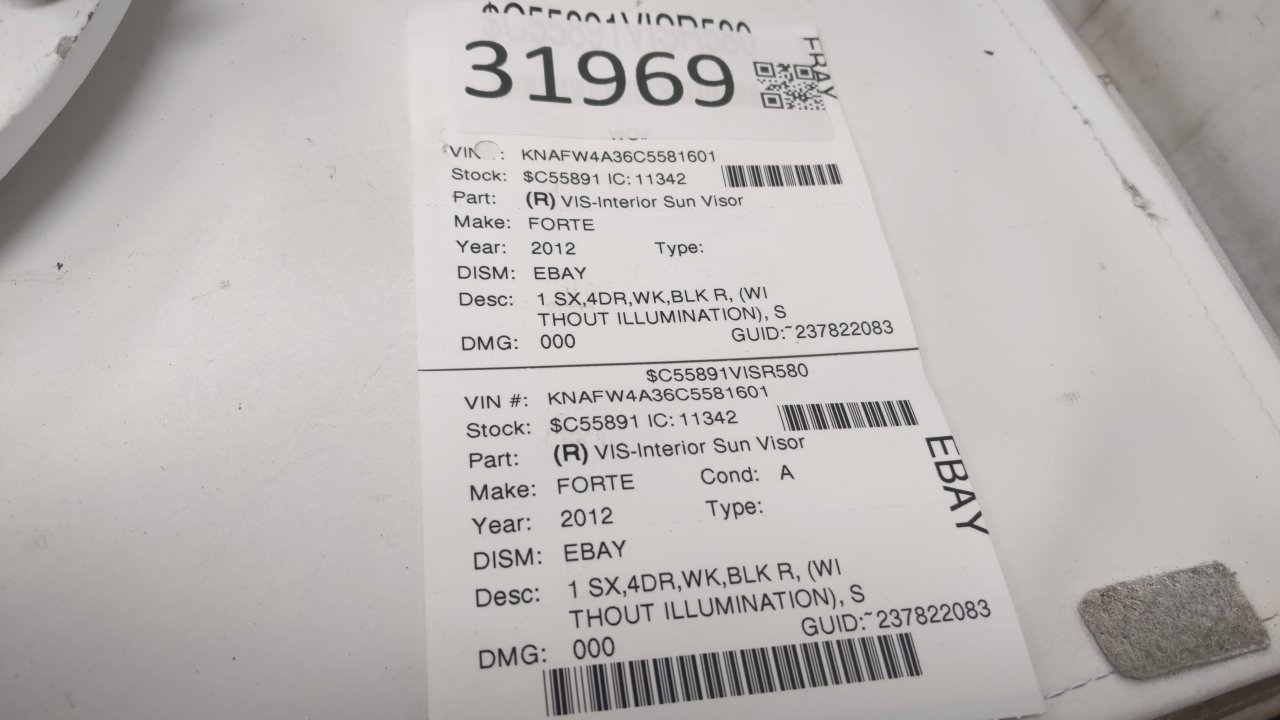 31969
VIN : KNAFW4A36C5581601
Stock: $C55891 IC: 11342
Part: (R) VIS-Interior Sun Visor
Make: FORTE
Year: 2012 Type:
DISM: EBAY
Desc: 1 SX,4DR,WK,BLK R, (WI
THOUT ILLUMINATION), S
DMG: 000 GUID:~237822083
$C55891VISR580
VIN #: KNAFW4A36C5581601
Stock: $C55891 IC: 11342
Part: (R) VIS-Interior Sun Visor
Make: FORTE Cond: A
Year: 2012 Type:
DISM: EBAY
EBAY
Desc: 1 SX,4DR,WK,BLK R, (WI
THOUT ILLUMINATION), S
DMG: 000 GUID:~237822083